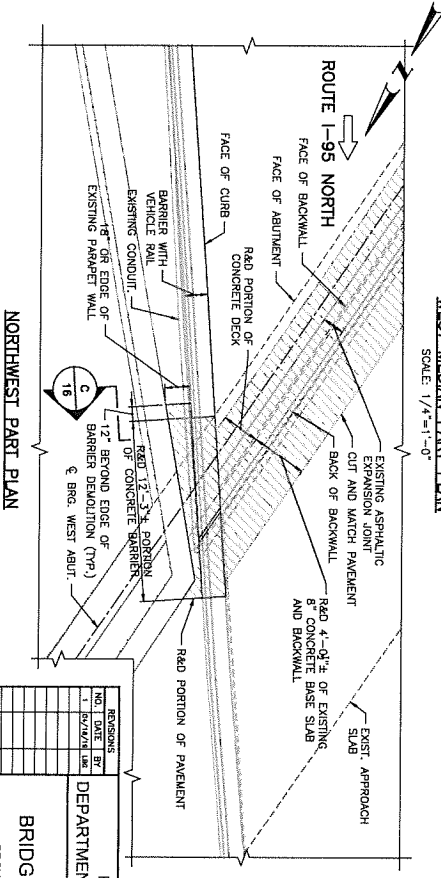 SCALE: 1/4"=1'-0"
N
ROUTE I-95 NORTH
FACE OF BACKWALL
FACE OF ABUTMENT
FACE OF CURB
R&D PORTION OF
CONCRETE DECK
BARRIER WITH
VEHICLE RAIL
EXISTING CONDUIT
18" OR EDGE OF
EXISTING PARAPET WALL
EXISTING ASPHALTIC
EXPANSION JOINT
CUT AND MATCH PAVEMENT
BACK OF BACKWALL
R&D 4'-0½"± OF EXISTING
8" CONCRETE BASE SLAB
AND BACKWALL
EXIST. APPROACH
SLAB
C
16
R&D 12'-3"± PORTION
OF CONCRETE BARRIER
12" BEYOND EDGE OF
BARRIER DEMOLITION (TYP.)
℄ BRG. WEST ABUT.
R&D PORTION OF PAVEMENT
NORTHWEST PART PLAN
REVISIONS
NO. DATE BY
1
DEPARTMEN
BRIDG